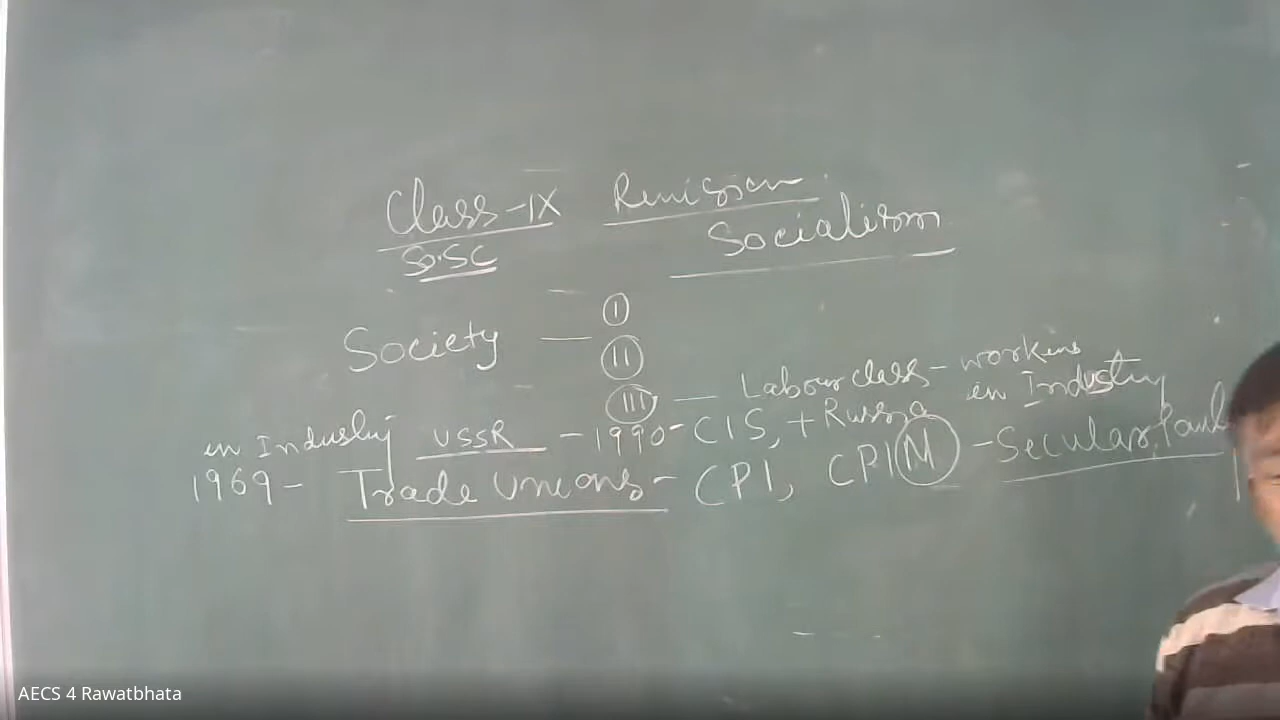 Class-IX Revision
So.SC Socialism
Society — I
II
III — Labour class - working in Industry
in Industry USSR - 1990 - CIS, + Russia
1969 - Trade Unions - CPI, CPI M - Secular
AECS 4 Rawatbhata